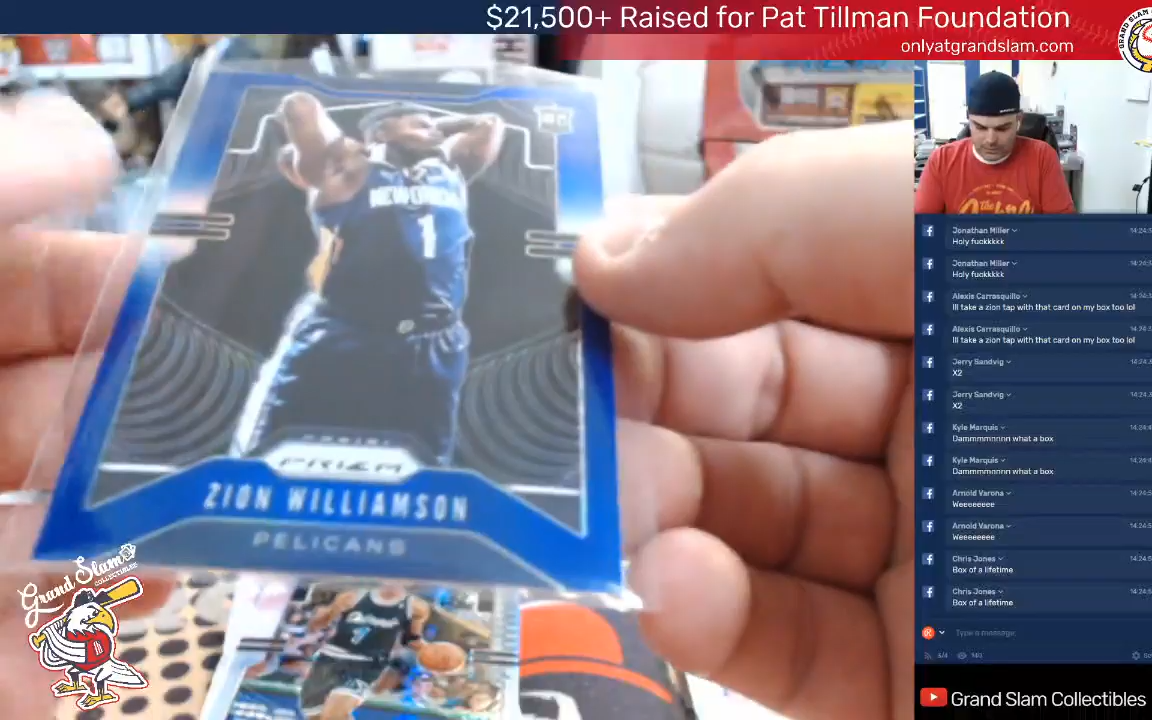 $21,500+ Raised for Pat Tillman Foundation
onlyatgrandslam.com
NEW ORLEANS
1
PANINI
PRIZM
ZION WILLIAMSON
PELICANS
Grand Slam
COLLECTIBLES
Jonathan Miller
Holy fuckkkkk
Jonathan Miller
Holy fuckkkkk
Alexis Carrasquillo
Ill take a zion tap with that card on my box too lol
Alexis Carrasquillo
Ill take a zion tap with that card on my box too lol
Jerry Sandvig
X2
Jerry Sandvig
X2
Kyle Marquis
Dammmmnnnn what a box
Kyle Marquis
Dammmmnnnn what a box
Arnold Varona
Weeeeeeee
Arnold Varona
Weeeeeeee
Chris Jones
Box of a lifetime
Chris Jones
Box of a lifetime
Type a message
Grand Slam Collectibles